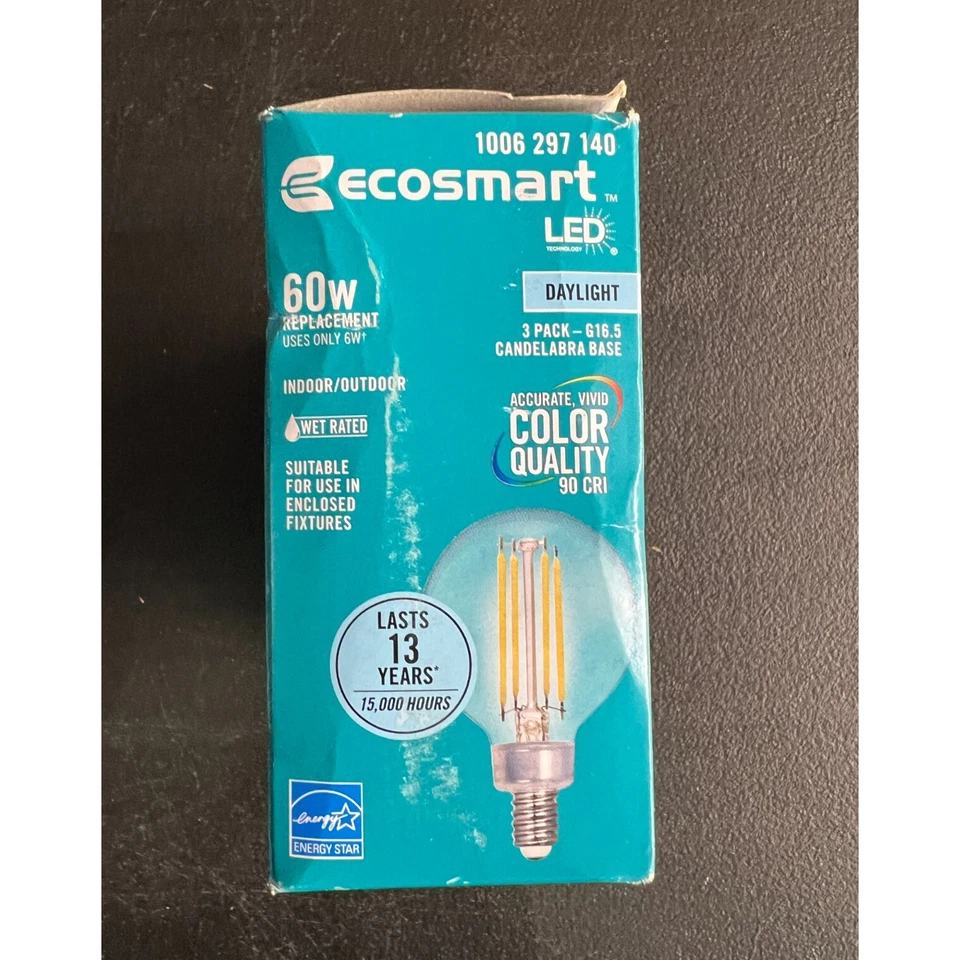 1006 297 140
ecosmart™
LED
TECHNOLOGY ®
60W
REPLACEMENT
USES ONLY 6W†
DAYLIGHT
3 PACK – G16.5
CANDELABRA BASE
INDOOR/OUTDOOR
WET RATED
SUITABLE
FOR USE IN
ENCLOSED
FIXTURES
ACCURATE, VIVID
COLOR
QUALITY
90 CRI
LASTS
13
YEARS*
15,000 HOURS
energy
ENERGY STAR